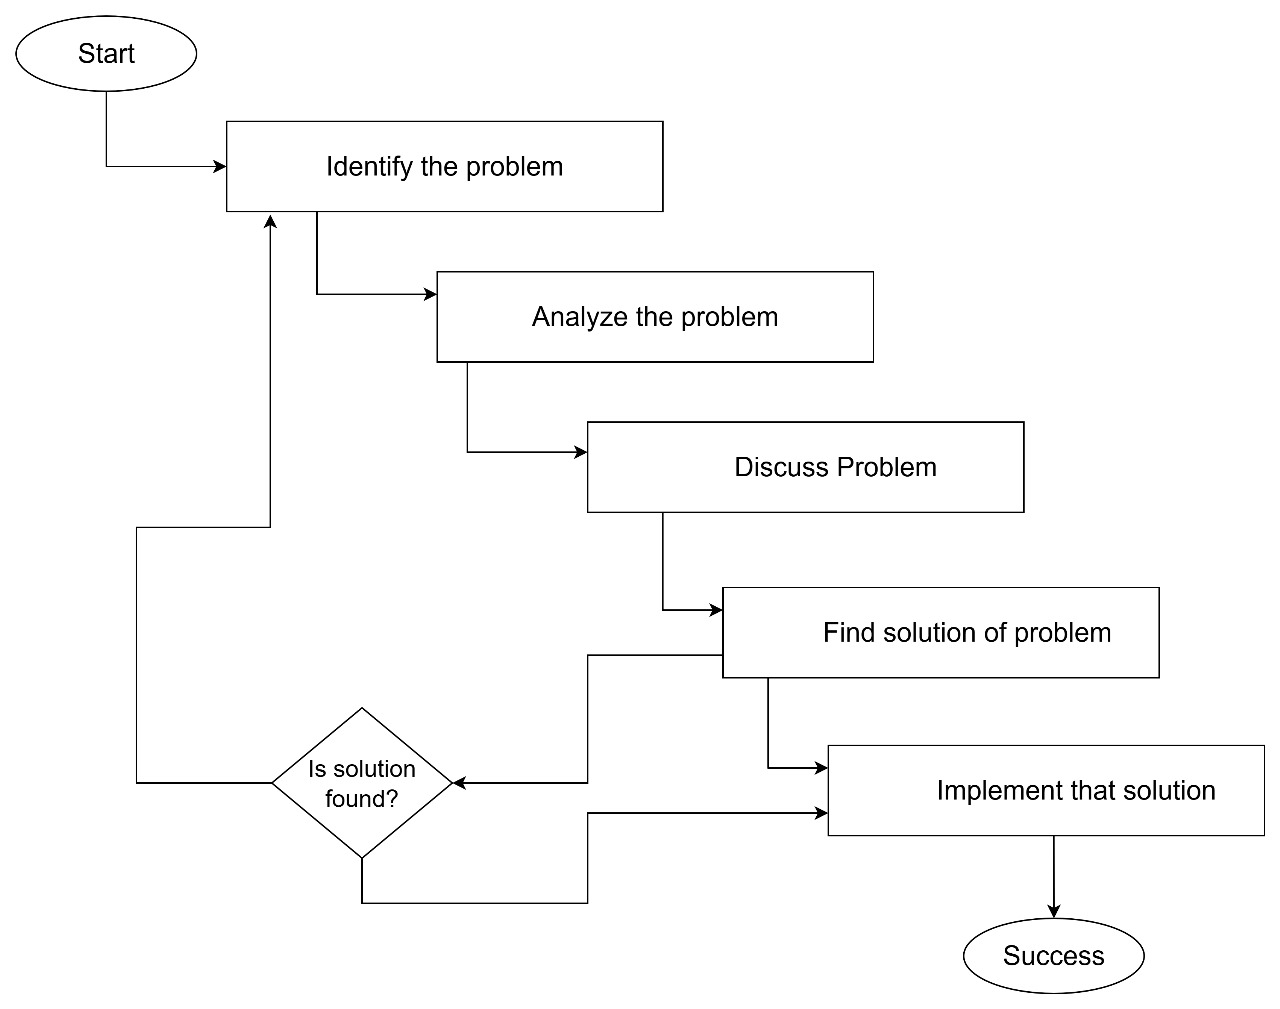 Start
Identify the problem
Analyze the problem
Discuss Problem
Find solution of problem
Is solution
found?
Implement that solution
Success